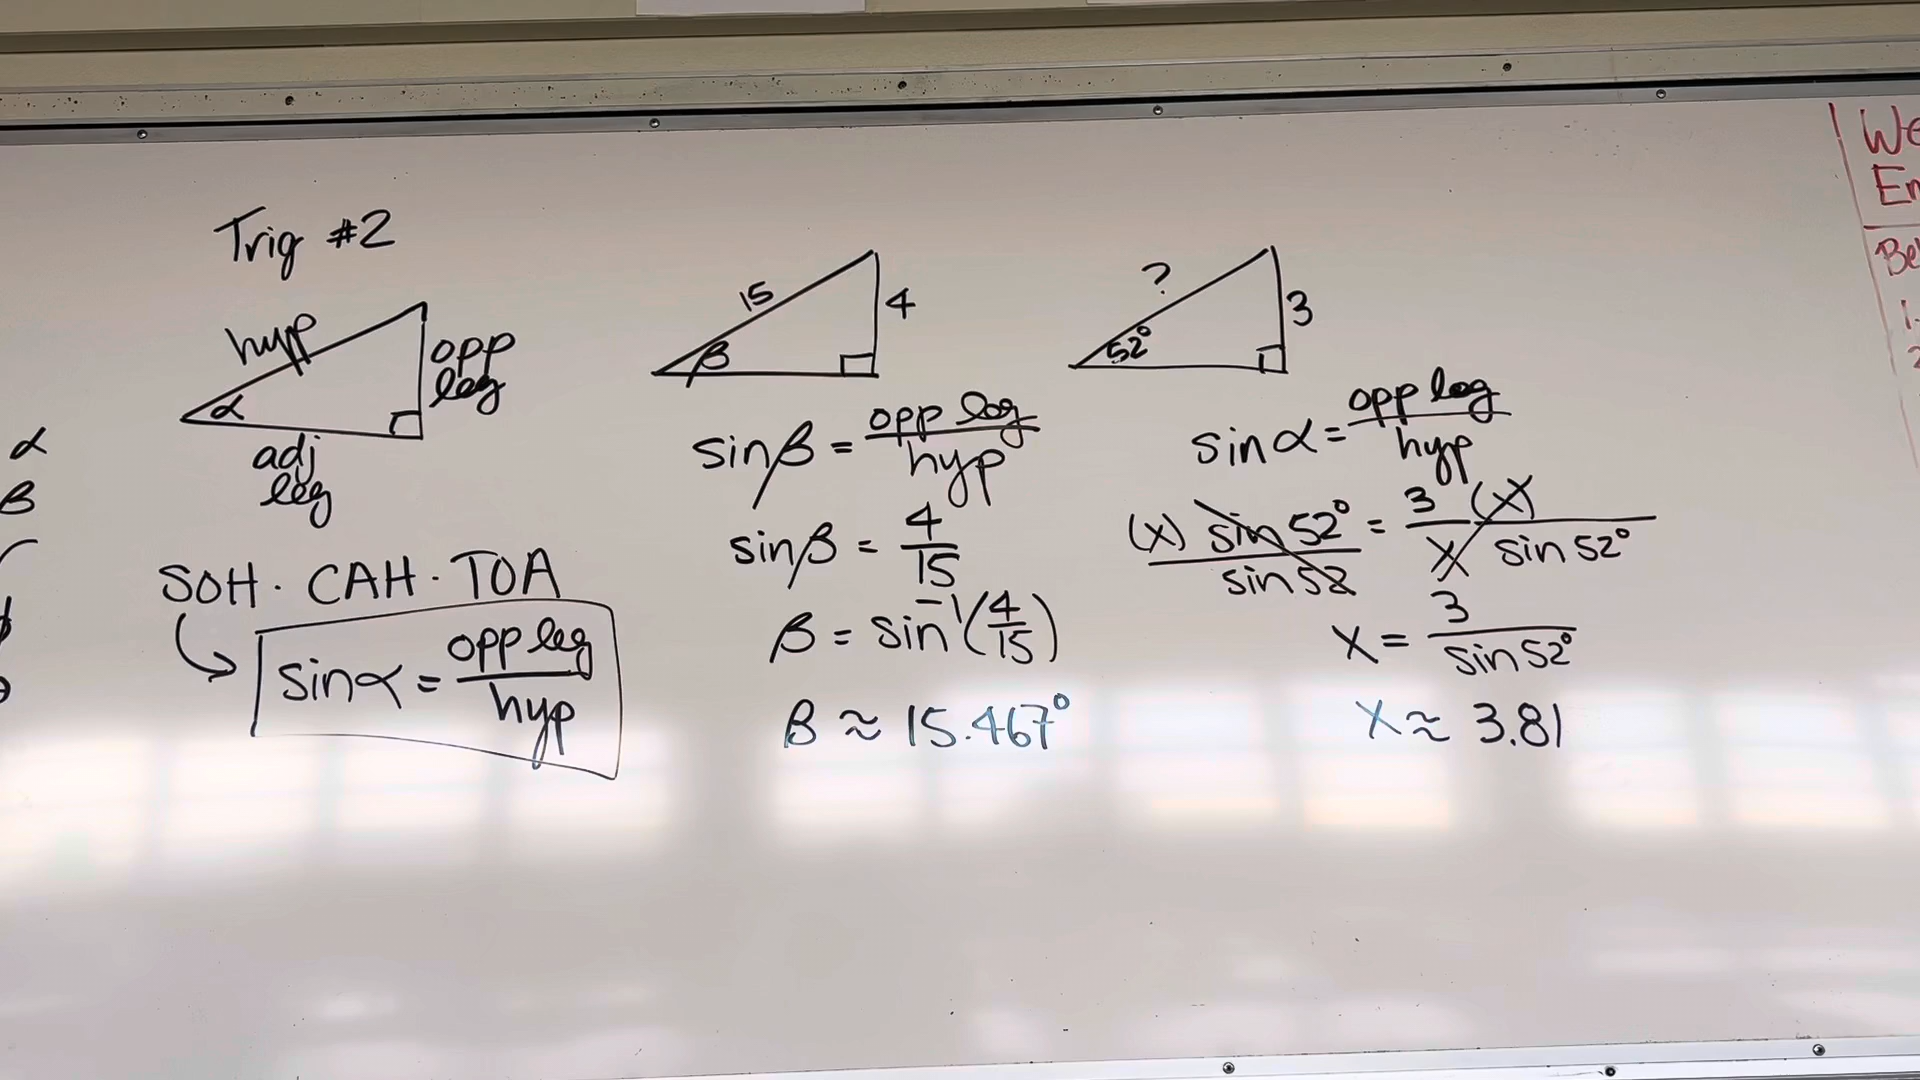 Trig #2
hyp
opp
leg
α
adj
leg
SOH · CAH · TOA
sinα = opp leg / hyp
15
4
β
sinβ = opp leg / hyp
sinβ = 4/15
β = sin⁻¹(4/15)
β ≈ 15.467°
?
3
52°
sinα = opp leg / hyp
(x) sin 52° / sin 52 = 3 (x) / x sin 52°
x = 3 / sin 52°
x ≈ 3.81
α
β
1.